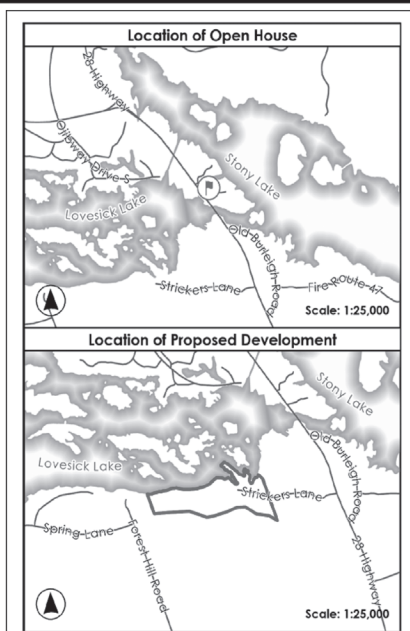 Location of Open House
28 Highway
Ojibway Drive S
Stony Lake
Lovesick Lake
Old Burleigh Road
Strickers Lane
Fire Route 47
Scale: 1:25,000
Location of Proposed Development
Stony Lake
Lovesick Lake
Old Burleigh Road
Strickers Lane
Spring Lane
Forest Hill Road
28 Highway
Scale: 1:25,000